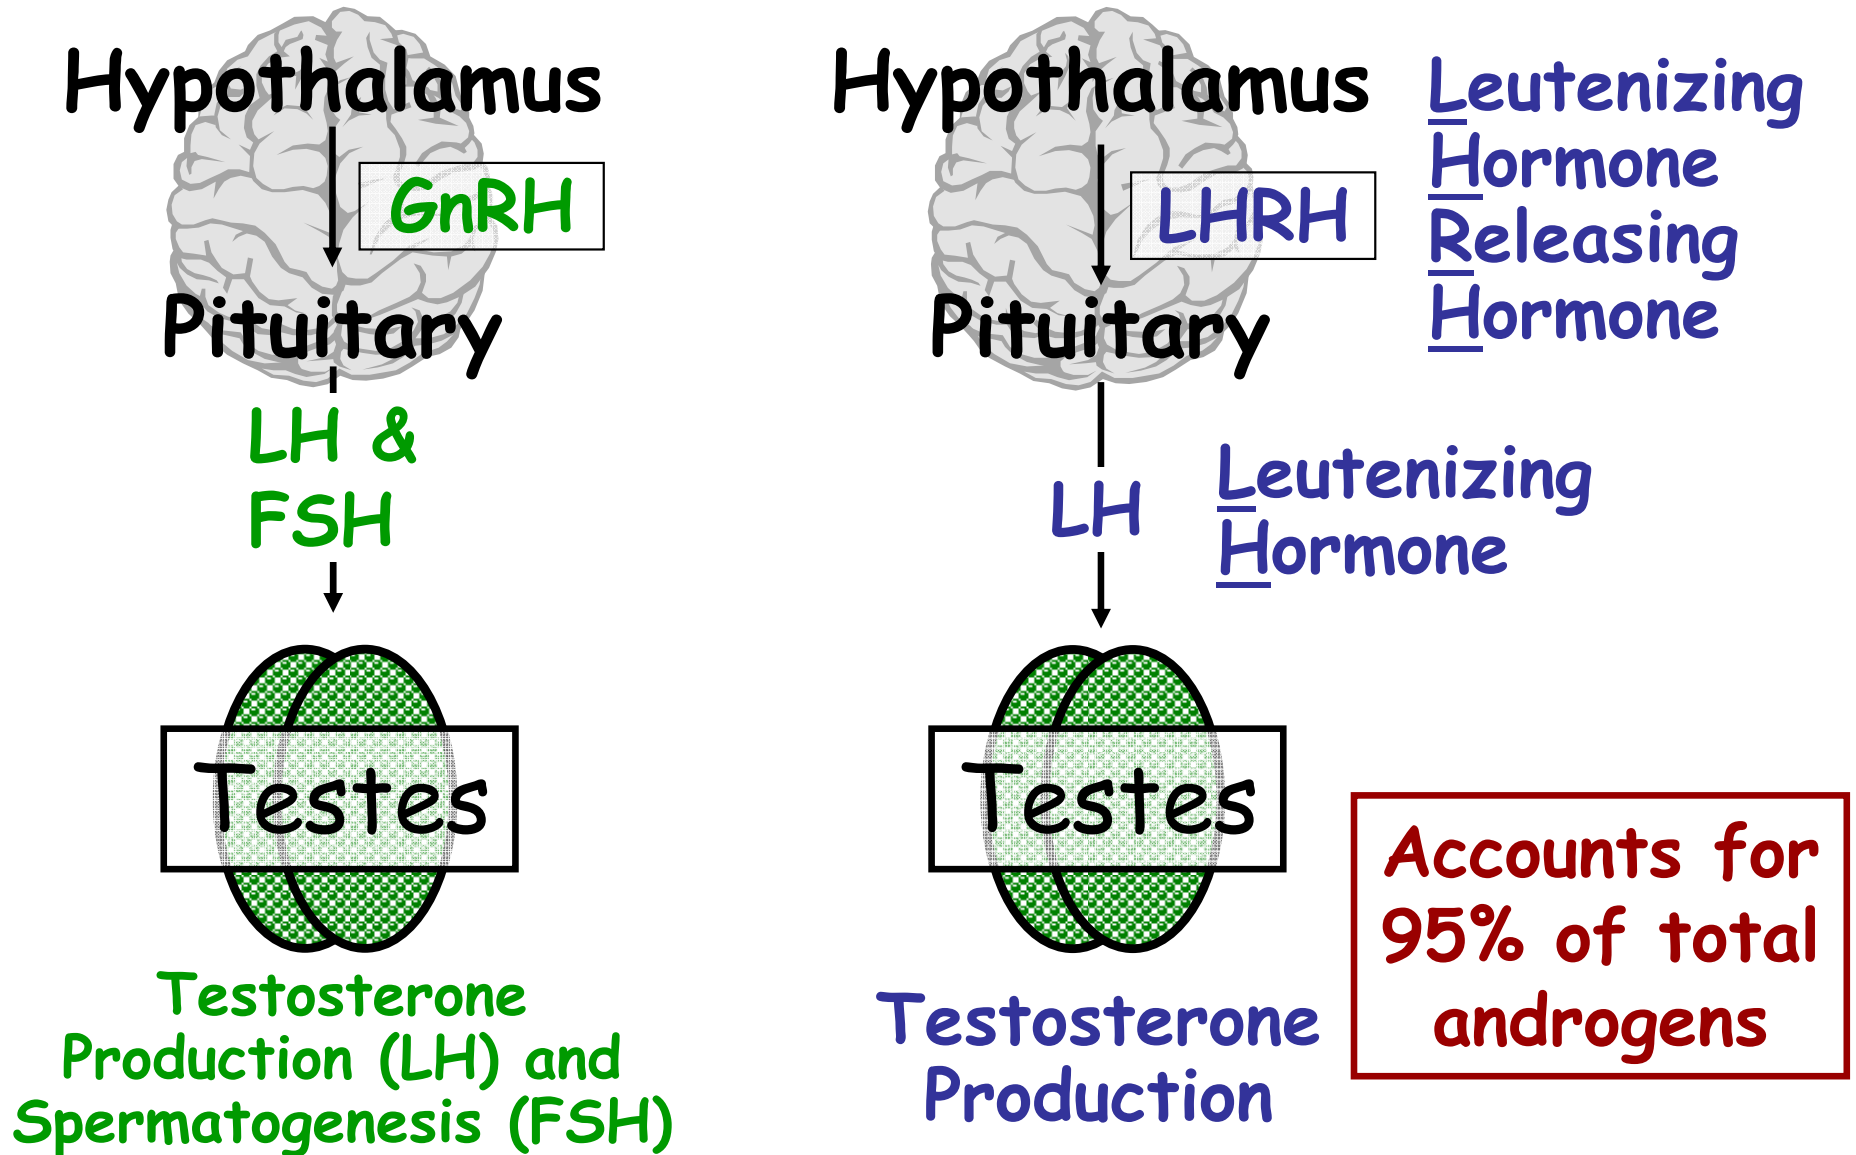 Hypothalamus
GnRH
Pituitary
LH &
FSH
Testes
Testosterone
Production (LH) and
Spermatogenesis (FSH)
Hypothalamus
LHRH
Leutenizing
Hormone
Releasing
Hormone
Pituitary
LH
Leutenizing
Hormone
Testes
Testosterone
Production
Accounts for
95% of total
androgens